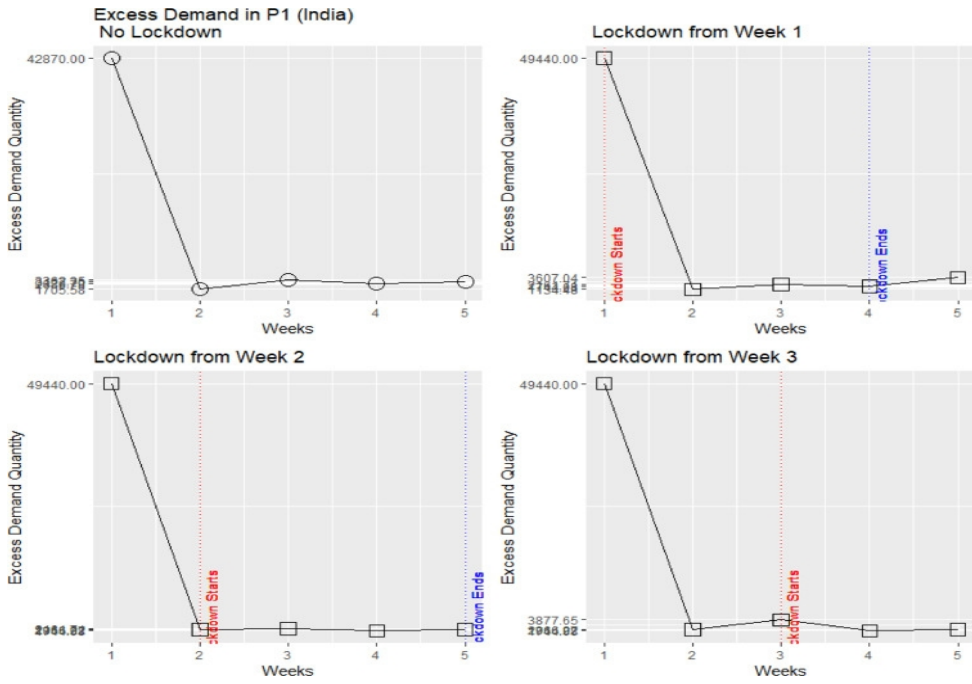 Excess Demand in P1 (India)
No Lockdown
Excess Demand Quantity
42870.00
1705.58
1 2 3 4 5
Weeks
Lockdown from Week 1
Excess Demand Quantity
49440.00
3607.04
1134.48
ckdown Starts
ckdown Ends
1 2 3 4 5
Weeks
Lockdown from Week 2
Excess Demand Quantity
49440.00
ckdown Starts
ckdown Ends
1 2 3 4 5
Weeks
Lockdown from Week 3
Excess Demand Quantity
49440.00
3877.65
ckdown Starts
1 2 3 4 5
Weeks